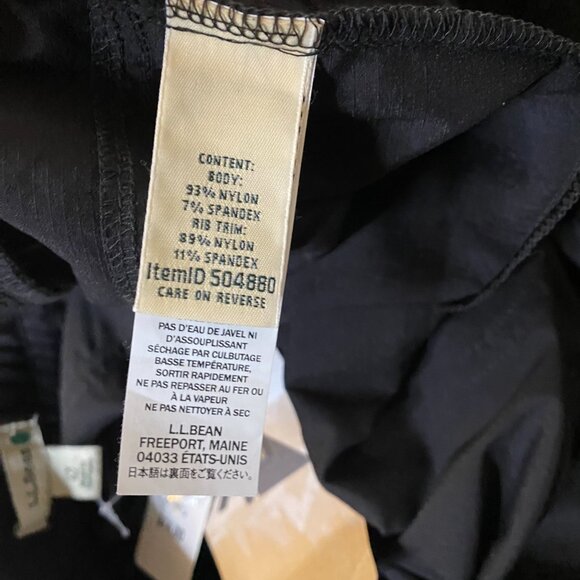 CONTENT:
BODY:
93% NYLON
7% SPANDEX
RIB TRIM:
89% NYLON
11% SPANDEX
ItemID 504880
CARE ON REVERSE
PAS D'EAU DE JAVEL NI
D'ASSOUPLISSANT
SÉCHAGE PAR CULBUTAGE
BASSE TEMPÉRATURE,
SORTIR RAPIDEMENT
NE PAS REPASSER AU FER OU
À LA VAPEUR
NE PAS NETTOYER À SEC
L.L.BEAN
FREEPORT, MAINE
04033 ÉTATS-UNIS
日本語は裏面をご覧ください
L.L.Bean